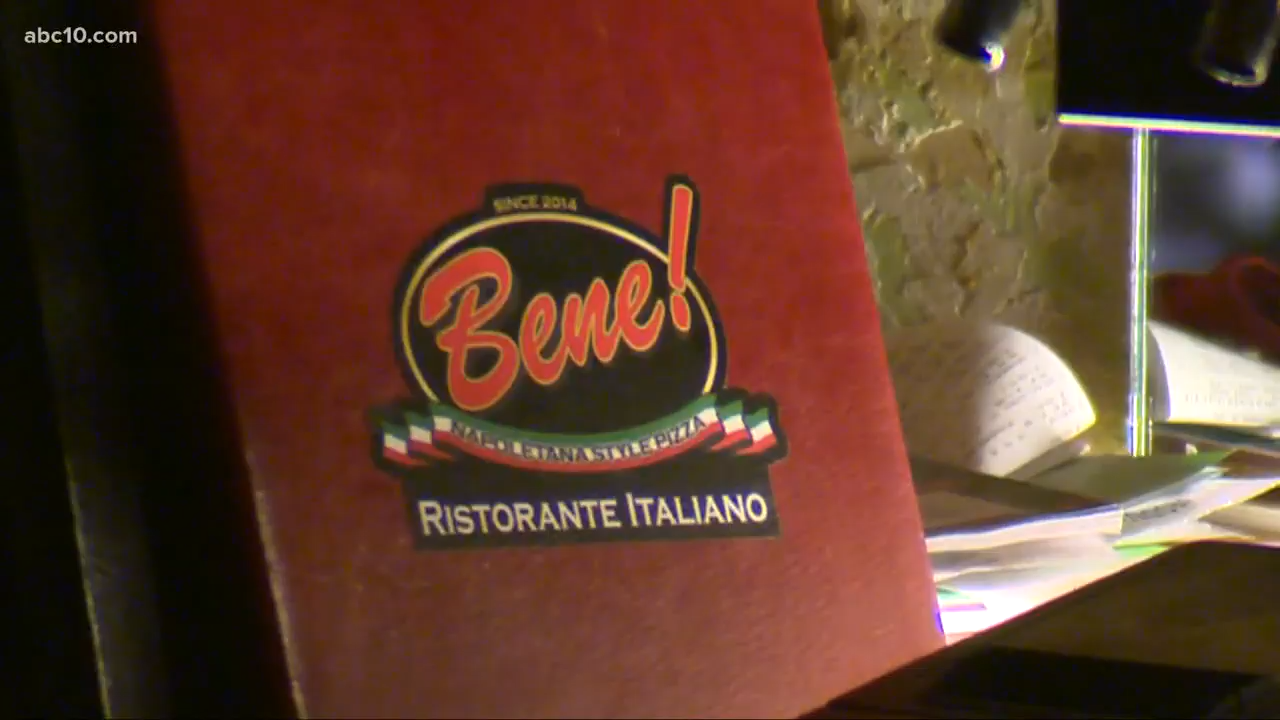 abc10.com
SINCE 2014
Bene!
NAPOLETANA STYLE PIZZA
RISTORANTE ITALIANO